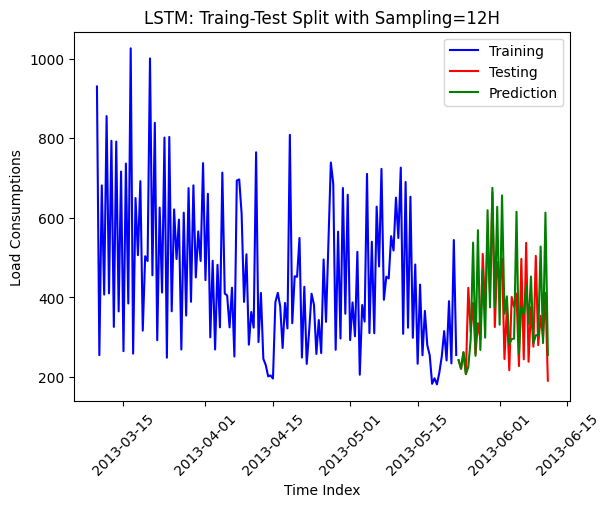 LSTM: Traing-Test Split with Sampling=12H
Training
Testing
Prediction
Load Consumptions
1000
800
600
400
200
2013-03-15
2013-04-01
2013-04-15
2013-05-01
2013-05-15
2013-06-01
2013-06-15
Time Index